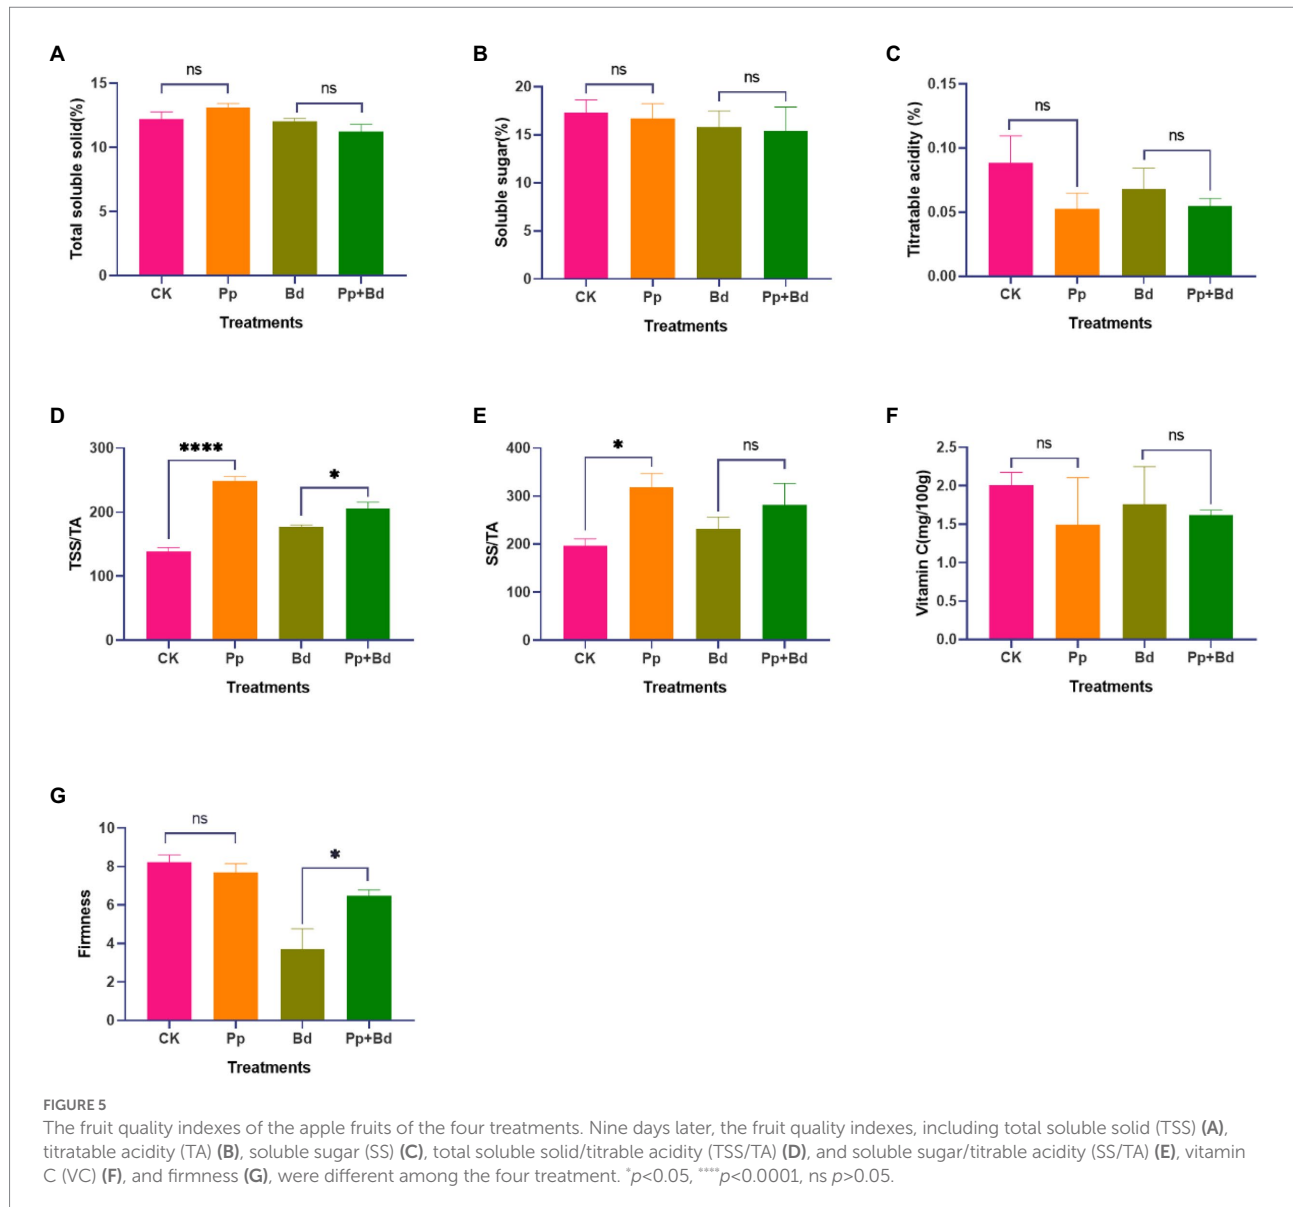 A
Total soluble solid(%)
15
10
5
0
ns
ns
CK Pp Bd Pp+Bd
Treatments
B
Soluble sugar(%)
20
15
10
5
0
ns
ns
CK Pp Bd Pp+Bd
Treatments
C
Titratable acidity (%)
0.15
0.10
0.05
0.00
ns
ns
CK Pp Bd Pp+Bd
Treatments
D
TSS/TA
300
200
100
0
****
*
CK Pp Bd Pp+Bd
Treatments
E
SS/TA
400
300
200
100
0
*
ns
CK Pp Bd Pp+Bd
Treatments
F
Vitamin C(mg/100g)
2.5
2.0
1.5
1.0
0.5
0.0
ns
ns
CK Pp Bd Pp+Bd
Treatments
G
Firmness
10
8
6
4
2
0
ns
*
CK Pp Bd Pp+Bd
Treatments
FIGURE 5
The fruit quality indexes of the apple fruits of the four treatments. Nine days later, the fruit quality indexes, including total soluble solid (TSS) (A),
titratable acidity (TA) (B), soluble sugar (SS) (C), total soluble solid/titrable acidity (TSS/TA) (D), and soluble sugar/titrable acidity (SS/TA) (E), vitamin
C (VC) (F), and firmness (G), were different among the four treatment. *p<0.05, ****p<0.0001, ns p>0.05.